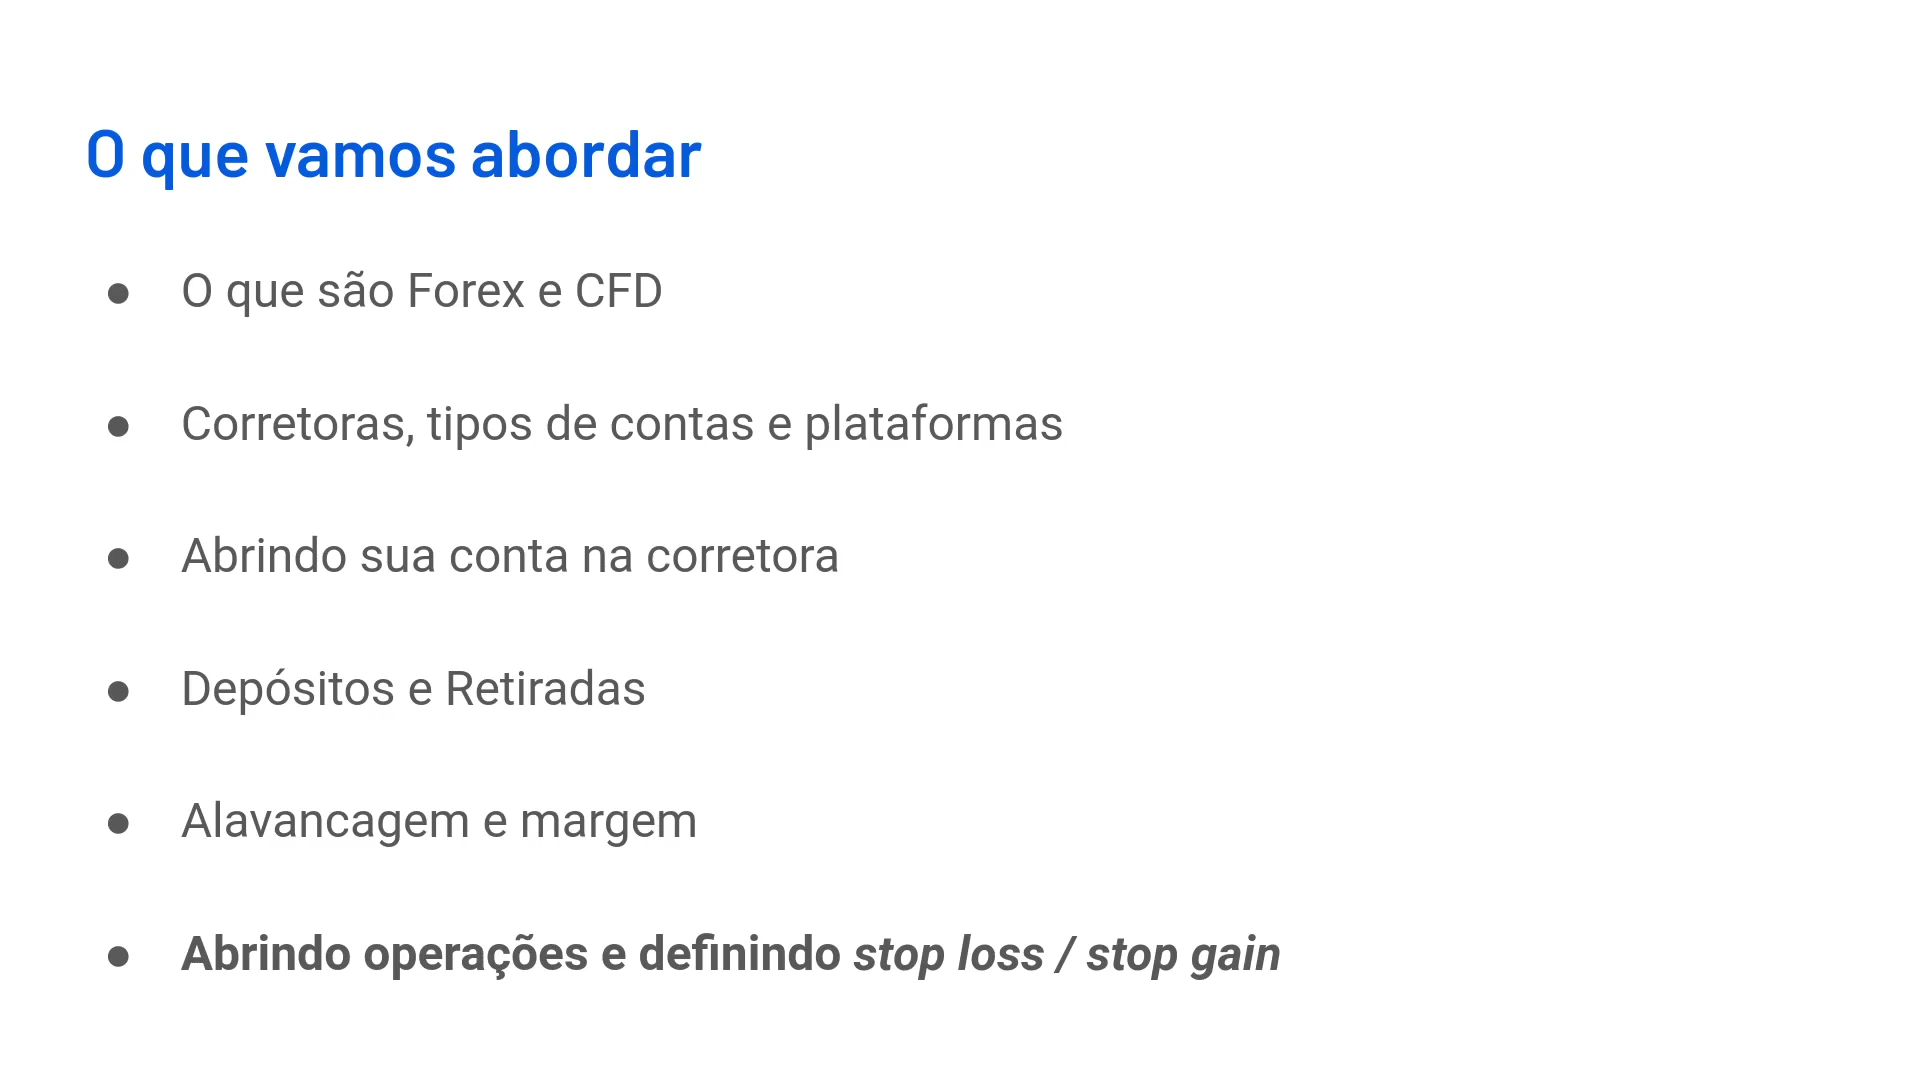 O que vamos abordar
● O que são Forex e CFD
● Corretoras, tipos de contas e plataformas
● Abrindo sua conta na corretora
● Depósitos e Retiradas
● Alavancagem e margem
● Abrindo operações e definindo stop loss / stop gain